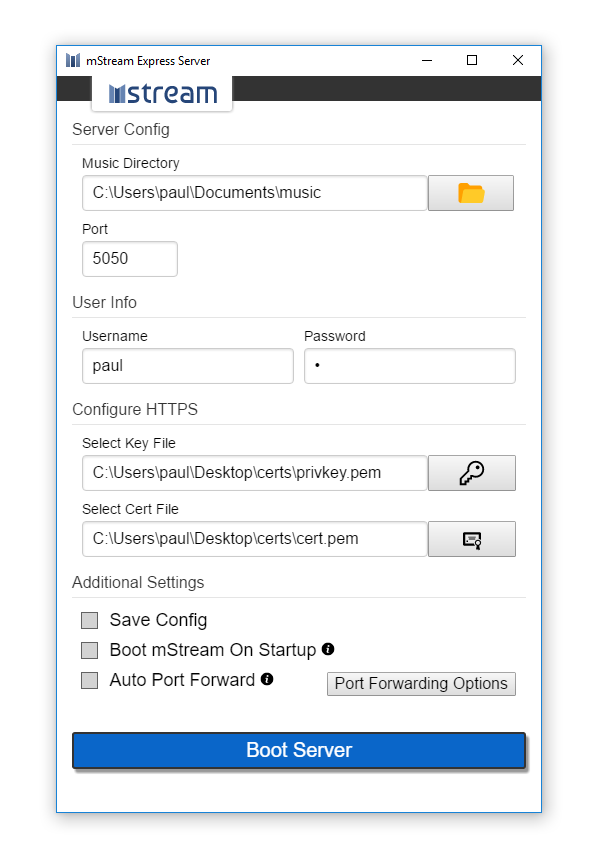 mStream Express Server
mstream
Server Config
Music Directory
C:\Users\paul\Documents\music
Port
5050
User Info
Username
Password
paul
•
Configure HTTPS
Select Key File
C:\Users\paul\Desktop\certs\privkey.pem
Select Cert File
C:\Users\paul\Desktop\certs\cert.pem
Additional Settings
Save Config
Boot mStream On Startup
Auto Port Forward
Port Forwarding Options
Boot Server